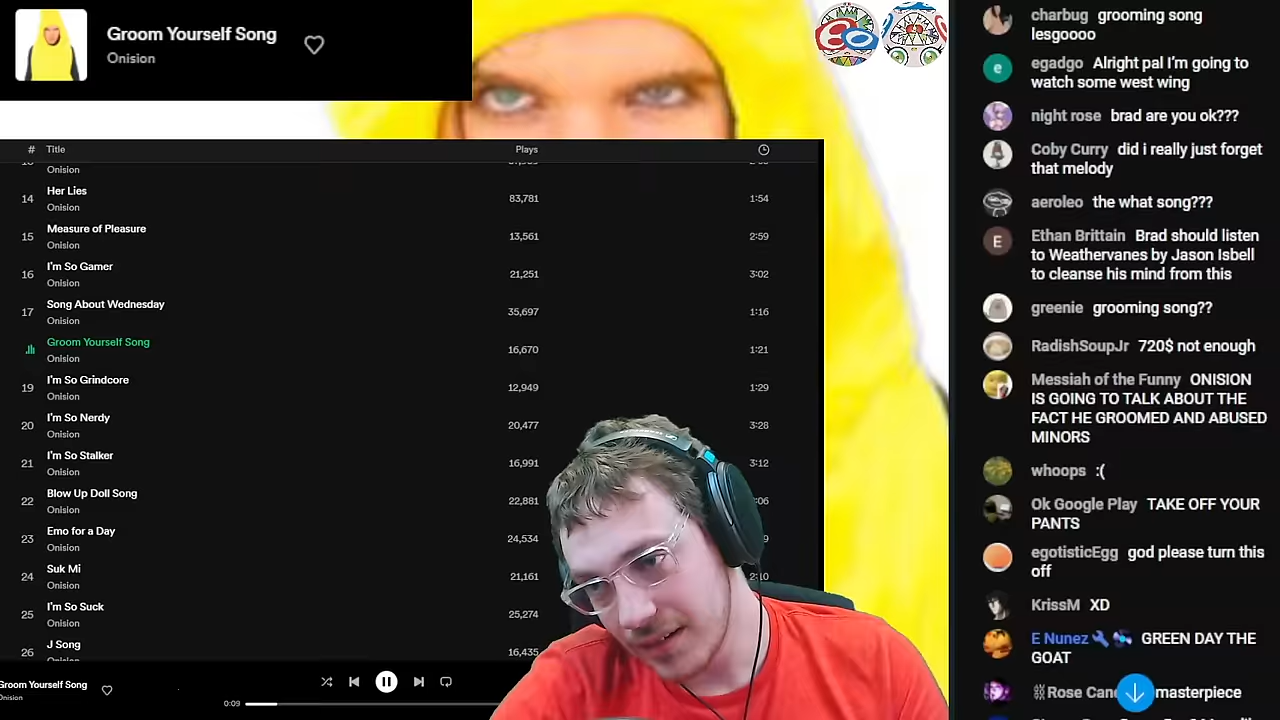 Groom Yourself Song
Onision
# Title Plays
Onision
14 Her Lies 83,781 1:54
Onision
15 Measure of Pleasure 13,561 2:59
Onision
16 I'm So Gamer 21,251 3:02
Onision
17 Song About Wednesday 35,697 1:16
Onision
Groom Yourself Song 16,670 1:21
Onision
19 I'm So Grindcore 12,949 1:29
Onision
20 I'm So Nerdy 20,477 3:28
Onision
21 I'm So Stalker 16,991 3:12
Onision
22 Blow Up Doll Song 22,881 :06
Onision
23 Emo for a Day 24,534 9
Onision
24 Suk Mi 21,161 2:10
Onision
25 I'm So Suck 25,274
Onision
26 J Song 16,435
Groom Yourself Song
Onision
0:09
charbug grooming song
lesgoooo
e egadgo Alright pal I'm going to
watch some west wing
night rose brad are you ok???
Coby Curry did i really just forget
that melody
aeroleo the what song???
E Ethan Brittain Brad should listen
to Weathervanes by Jason Isbell
to cleanse his mind from this
greenie grooming song??
RadishSoupJr 720$ not enough
Messiah of the Funny ONISION
IS GOING TO TALK ABOUT THE
FACT HE GROOMED AND ABUSED
MINORS
whoops :(
Ok Google Play TAKE OFF YOUR
PANTS
egotisticEgg god please turn this
off
KrissM XD
E Nunez GREEN DAY THE
GOAT
Rose Cand masterpiece